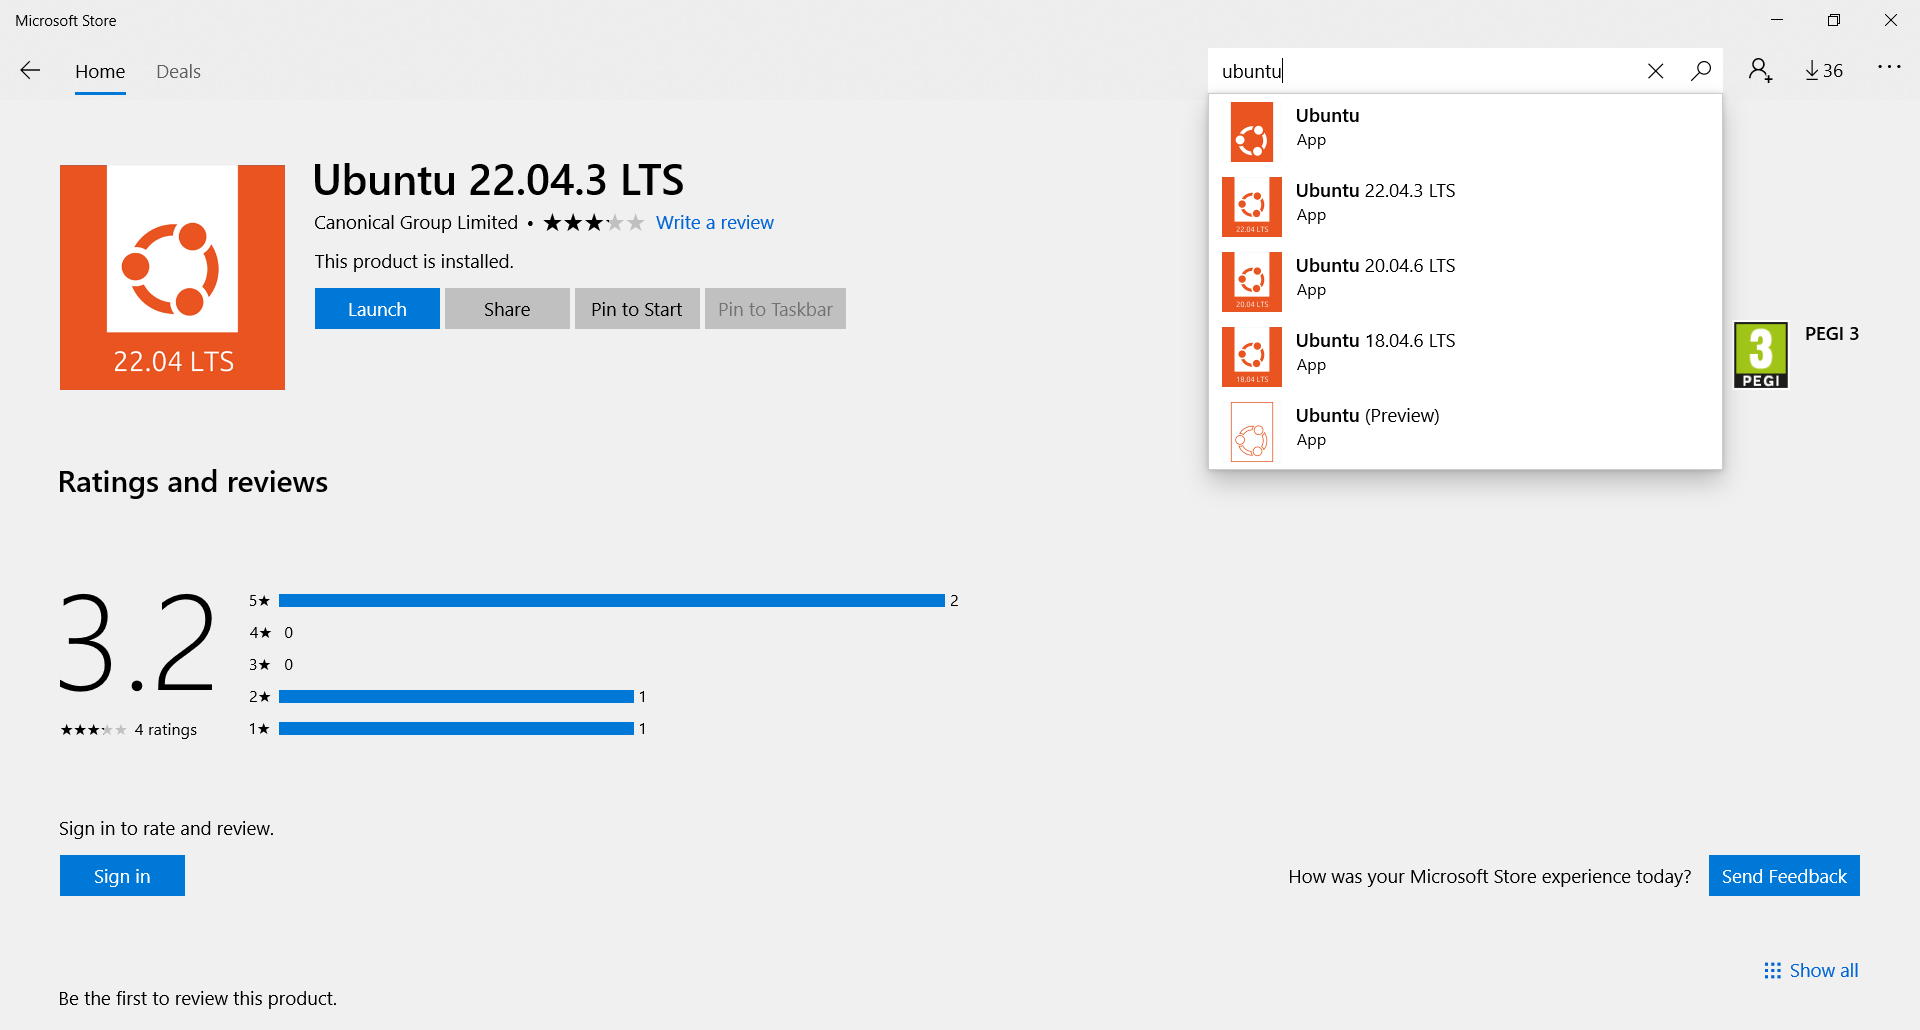 Microsoft Store
Home
Deals
ubuntu
36
Ubuntu
App
Ubuntu 22.04.3 LTS
App
22.04 LTS
Ubuntu 20.04.6 LTS
App
20.04 LTS
Ubuntu 18.04.6 LTS
App
18.04 LTS
Ubuntu (Preview)
App
22.04 LTS
Ubuntu 22.04.3 LTS
Canonical Group Limited • ★★★★★ Write a review
This product is installed.
Launch
Share
Pin to Start
Pin to Taskbar
3
PEGI
PEGI 3
Ratings and reviews
3.2
★★★★★ 4 ratings
5★ 2
4★ 0
3★ 0
2★ 1
1★ 1
Sign in to rate and review.
Sign in
How was your Microsoft Store experience today?
Send Feedback
Show all
Be the first to review this product.